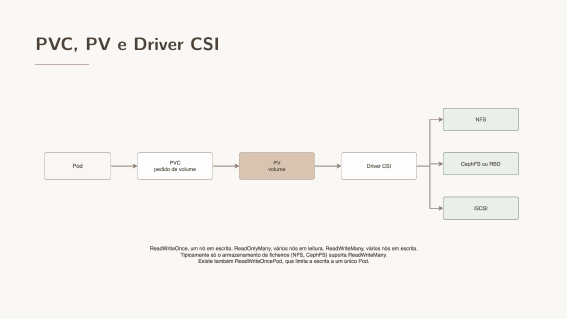 PVC, PV e Driver CSI
Pod
PVC
pedido de volume
PV
volume
Driver CSI
NFS
CephFS ou RBD
iSCSI
ReadWriteOnce, um nó em escrita. ReadOnlyMany, vários nós em leitura. ReadWriteMany, vários nós em escrita.
Tipicamente só o armazenamento de ficheiros (NFS, CephFS) suporta ReadWriteMany.
Existe também ReadWriteOncePod, que limita a escrita a um único Pod.